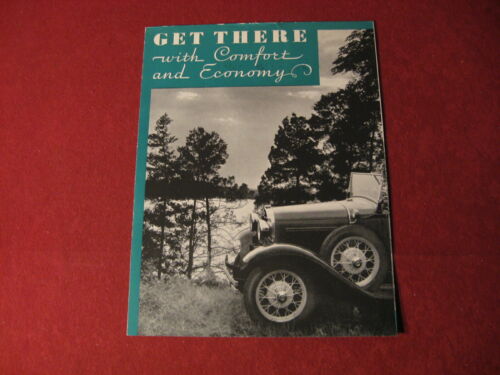 GET THERE
with Comfort
and Economy